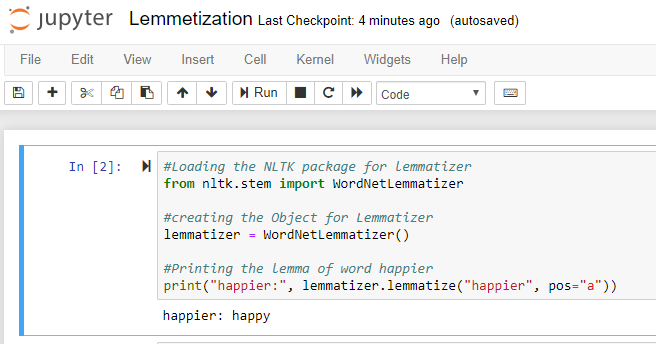 jupyter Lemmetization Last Checkpoint: 4 minutes ago (autosaved)
File Edit View Insert Cell Kernel Widgets Help
Run Code
In [2]:
#Loading the NLTK package for lemmatizer
from nltk.stem import WordNetLemmatizer
#creating the Object for Lemmatizer
lemmatizer = WordNetLemmatizer()
#Printing the lemma of word happier
print("happier:", lemmatizer.lemmatize("happier", pos="a"))
happier: happy